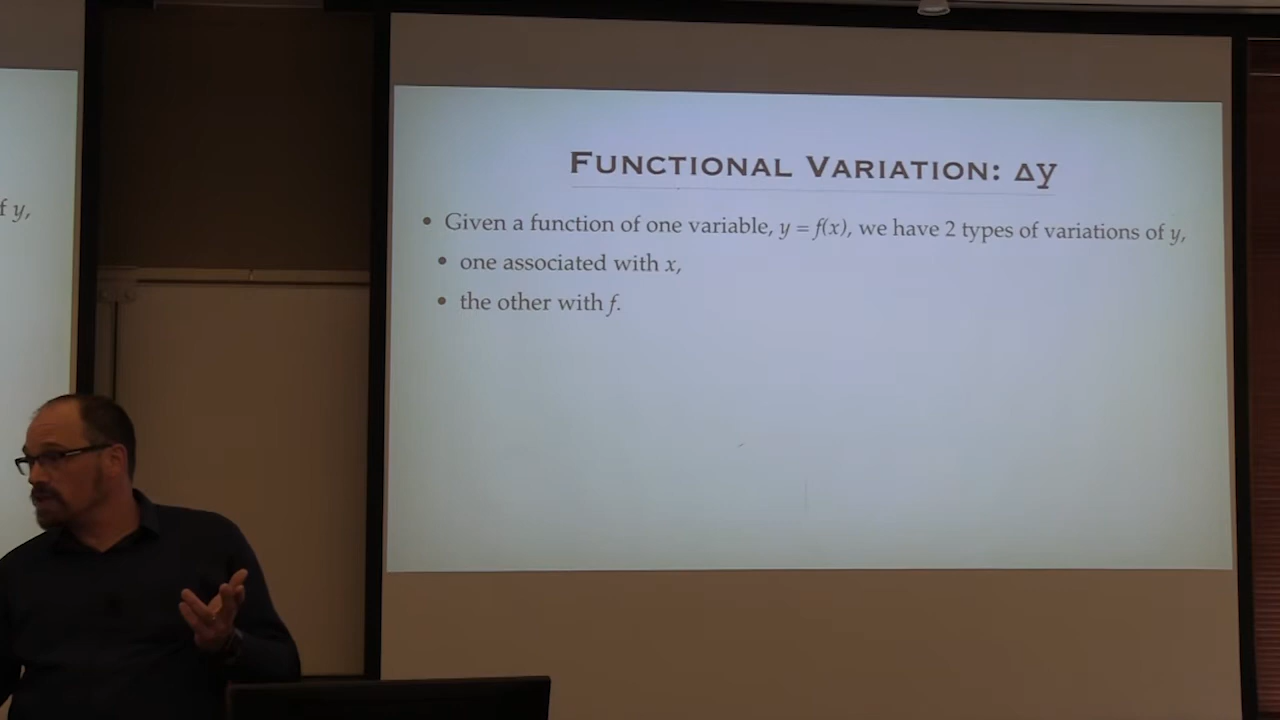 f y,
FUNCTIONAL VARIATION: Δy
• Given a function of one variable, y = f(x), we have 2 types of variations of y,
• one associated with x,
• the other with f.